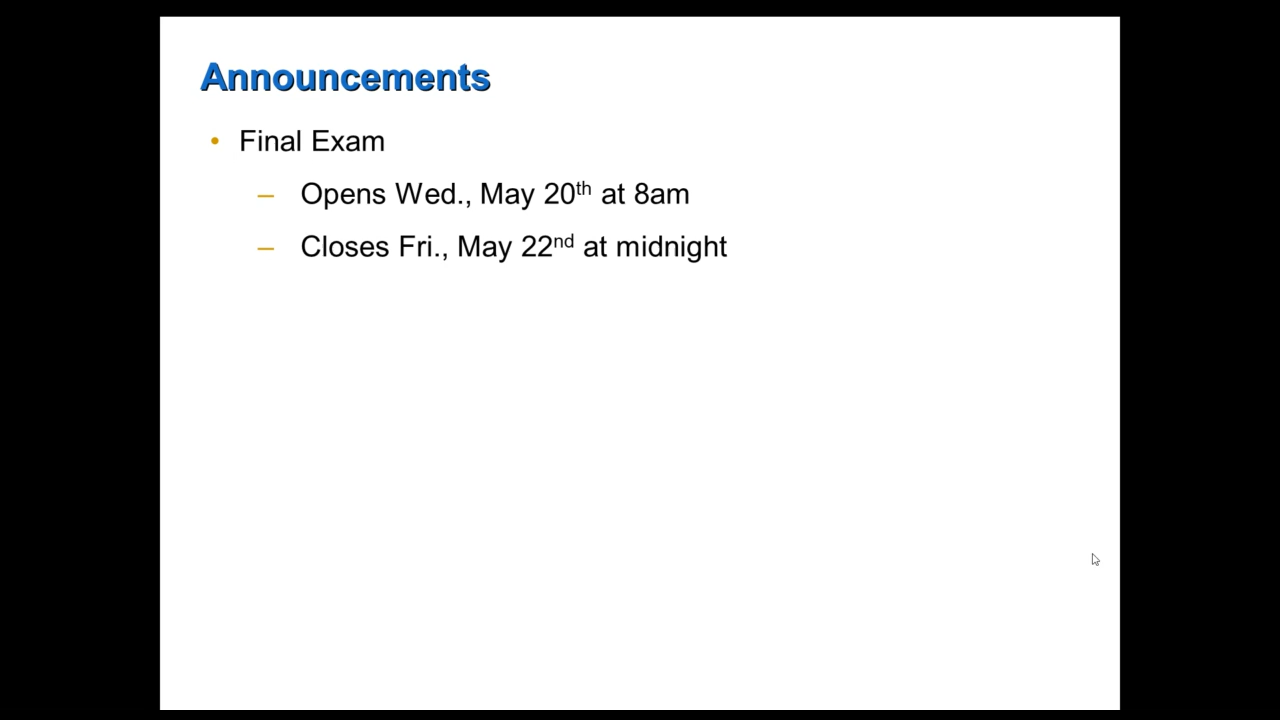 Announcements
• Final Exam
– Opens Wed., May 20th at 8am
– Closes Fri., May 22nd at midnight